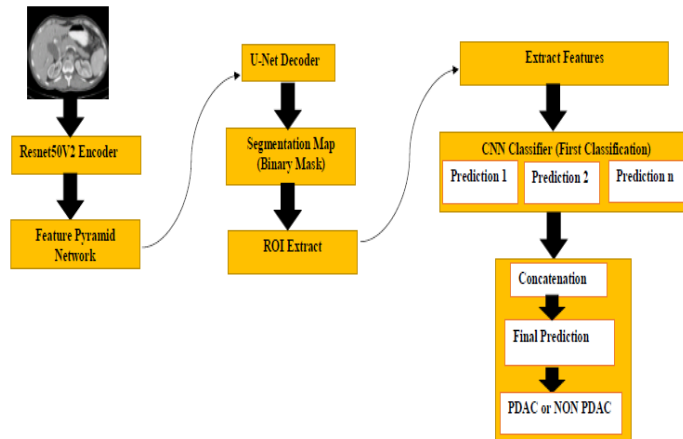 Resnet50V2 Encoder
Feature Pyramid
Network
U-Net Decoder
Segmentation Map
(Binary Mask)
ROI Extract
Extract Features
CNN Classifier (First Classification)
Prediction 1
Prediction 2
Prediction n
Concatenation
Final Prediction
PDAC or NON PDAC